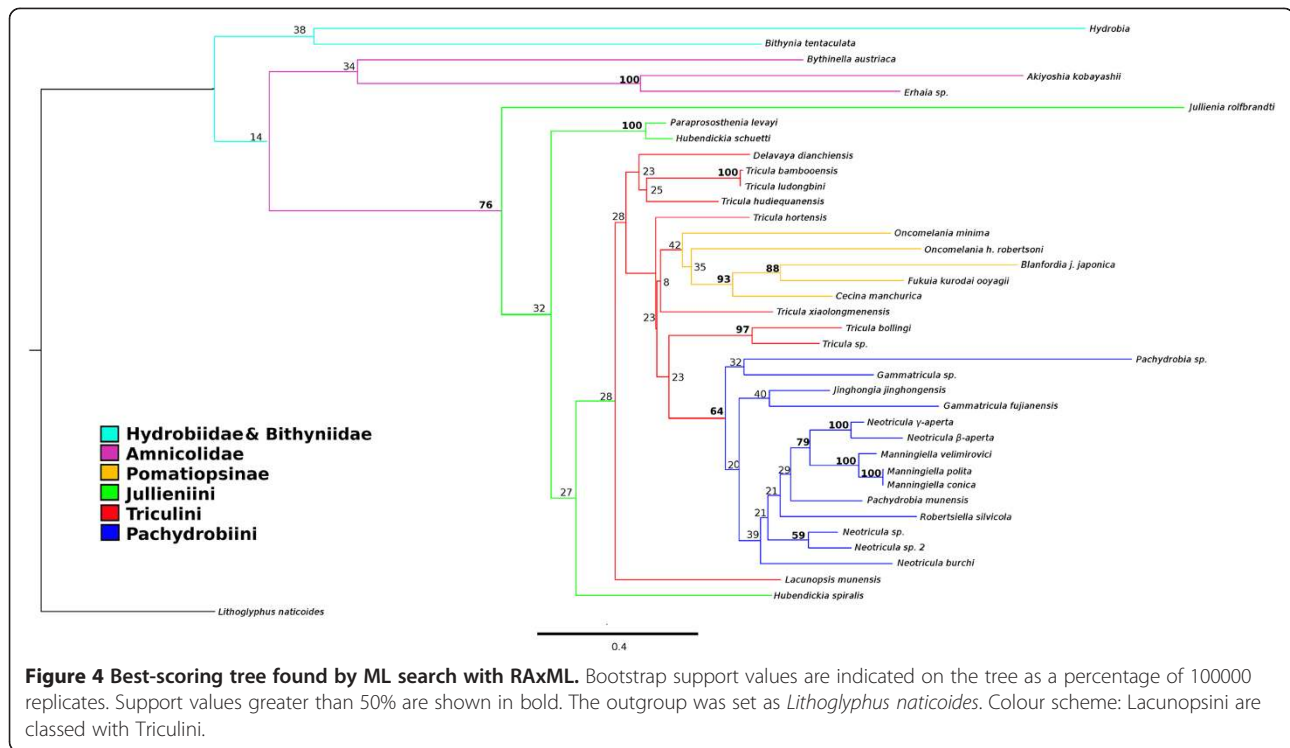 38
Hydrobia
Bithynia tentaculata
34
Bythinella austriaca
100
Akiyoshia kobayashii
Erhaia sp.
14
Jullienia rolfbrandti
100
Paraprososthenia levayi
Hubendickia schuetti
76
Delavaya dianchiensis
23
100
Tricula bambooensis
Tricula ludongbini
25
Tricula hudiequanensis
28
Tricula hortensis
42
Oncomelania minima
Oncomelania h. robertsoni
35
88
Blanfordia j. japonica
93
Fukuia kurodai ooyagii
8
Cecina manchurica
32
23
Tricula xiaolongmenensis
97
Tricula bollingi
Tricula sp.
32
Pachydrobia sp.
23
Gammatricula sp.
40
Jinghongia jinghongensis
28
64
Gammatricula fujianensis
100
Neotricula γ-aperta
79
Neotricula β-aperta
Manningiella velimirovici
100
100
Manningiella polita
20
29
Manningiella conica
27
21
Pachydrobia munensis
Robertsiella silvicola
21
Neotricula sp.
39
59
Neotricula sp. 2
Neotricula burchi
Lacunopsis munensis
Hubendickia spiralis
Lithoglyphus naticoides
Hydrobiidae & Bithyniidae
Amnicolidae
Pomatiopsinae
Jullieniini
Triculini
Pachydrobiini
0.4
Figure 4 Best-scoring tree found by ML search with RAxML. Bootstrap support values are indicated on the tree as a percentage of 100000
replicates. Support values greater than 50% are shown in bold. The outgroup was set as Lithoglyphus naticoides. Colour scheme: Lacunopsini are
classed with Triculini.